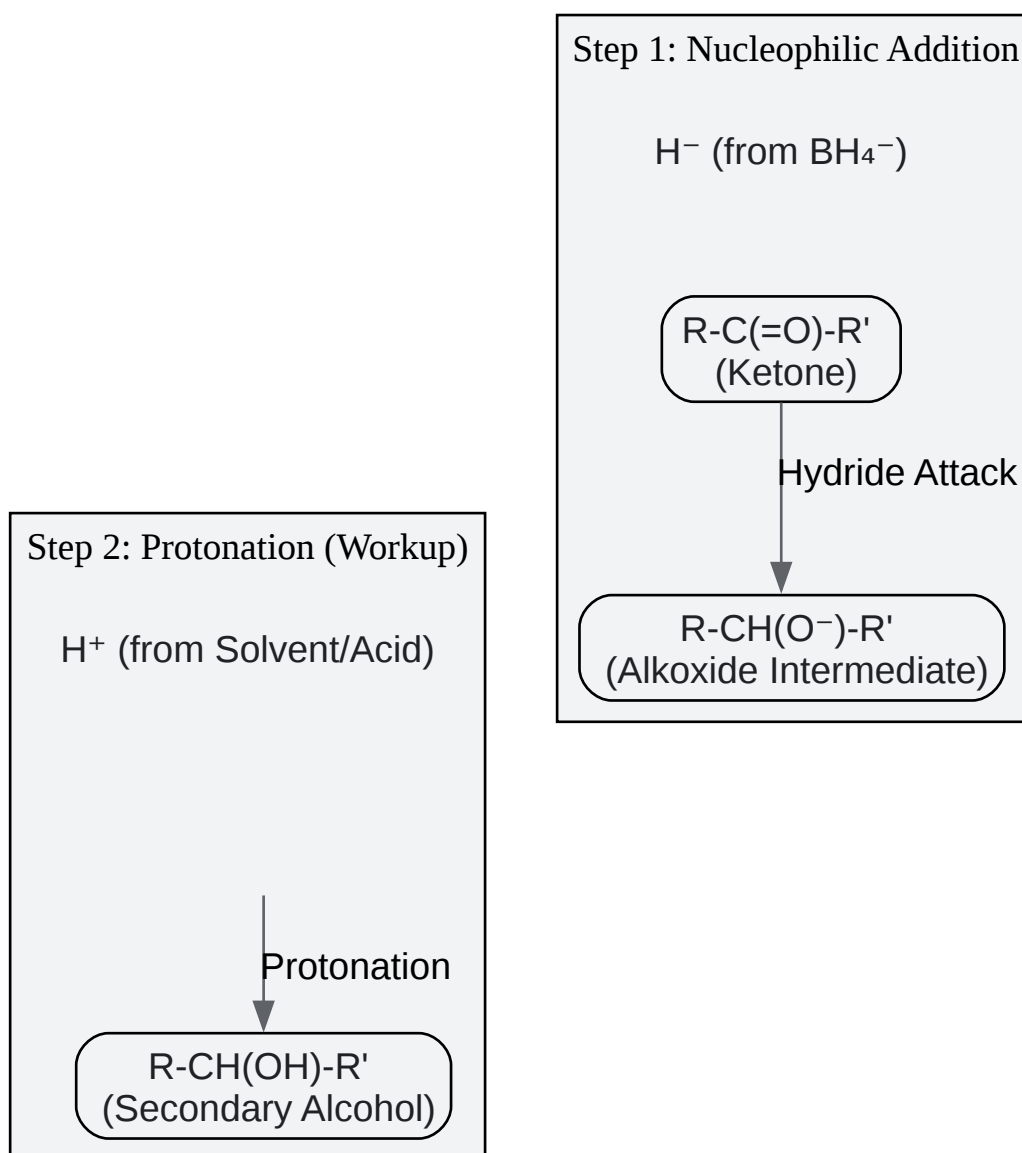 Step 1: Nucleophilic Addition
H⁻ (from BH₄⁻)
R-C(=O)-R'
(Ketone)
Hydride Attack
R-CH(O⁻)-R'
(Alkoxide Intermediate)
Step 2: Protonation (Workup)
H⁺ (from Solvent/Acid)
Protonation
R-CH(OH)-R'
(Secondary Alcohol)